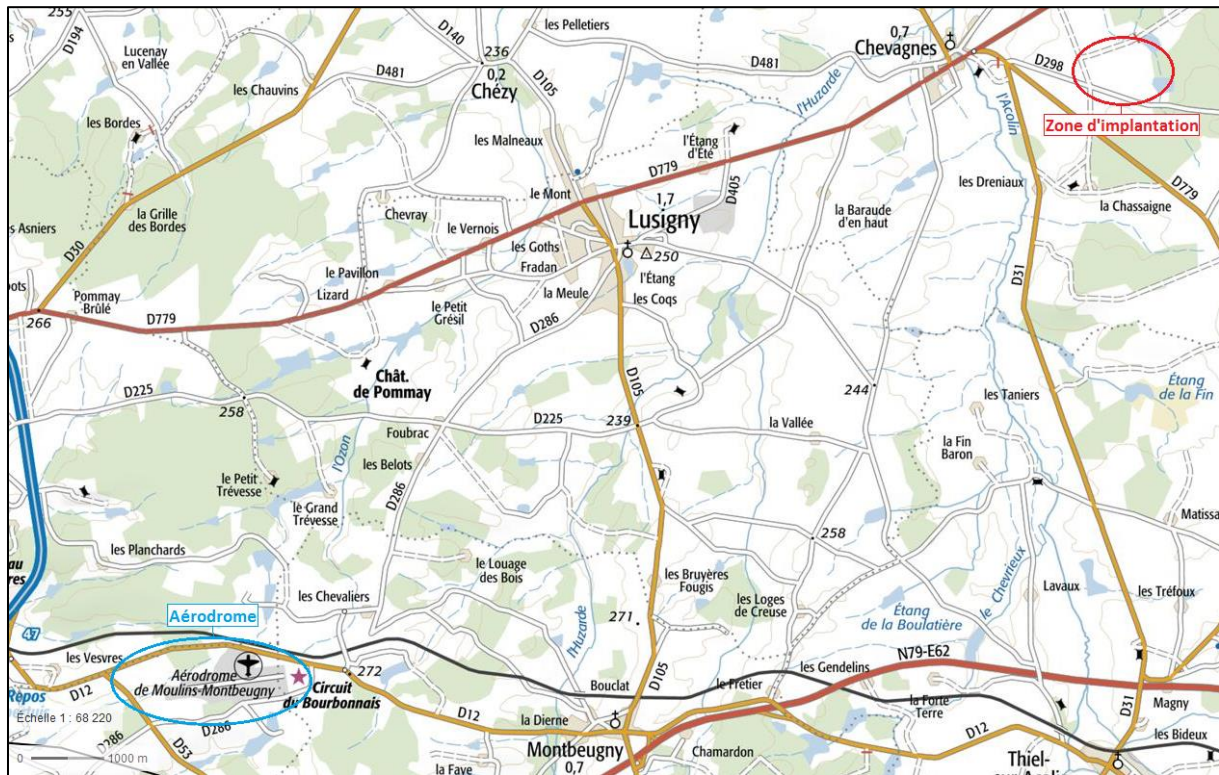 255
D194
Lucenay
en Vallée
les Pelletiers
D140
236
0,2
Chézy
D105
D481
les Chauvins
les Bordes
les Malneaux
D481
l'Huzarde
0,7
Chevagnes
l'Acolin
D298
Zone d'implantation
l'Étang
d'Été
D779
D405
le Mont
1,7
Lusigny
250
les Dreniaux
D779
la Chassaigne
la Baraude
d'en haut
la Grille
des Bordes
Asniers
D30
Chevray
le Vernois
les Goths
Fradan
l'Étang
les Coqs
la Meule
le Pavillon
Lizard
le Petit
Grésil
D286
D31
Pommay
Brûlé
266
D779
Chât.
de Pommay
D105
D225
258
D225
239
244
la Vallée
les Taniers
Étang
de la Fin
Foubrac
les Belots
l'Ozon
D286
la Fin
Baron
le Petit
Trévesse
le Grand
Trévesse
258
Matissa
les Planchards
le Louage
des Bois
les Bruyères
Fougis
les Loges
de Creuse
le Chevrieux
Lavaux
les Tréfoux
les Chevaliers
l'Huzarde
271
Étang
de la Boulatière
Aérodrome
47
les Vesvres
272
D105
N79-E62
les Gendelins
Aérodrome
de Moulins-Montbeugny
Circuit
du Bourbonnais
Bouclat
le Fretier
la Forte
Terre
D31
Magny
D12
Repos
Echelle 1 : 68 220
D286
D286
D53
D12
la Dierne
D12
les Bideux
Montbeugny
0,7
Chamardon
Thiel-
0
1000 m
la Faye